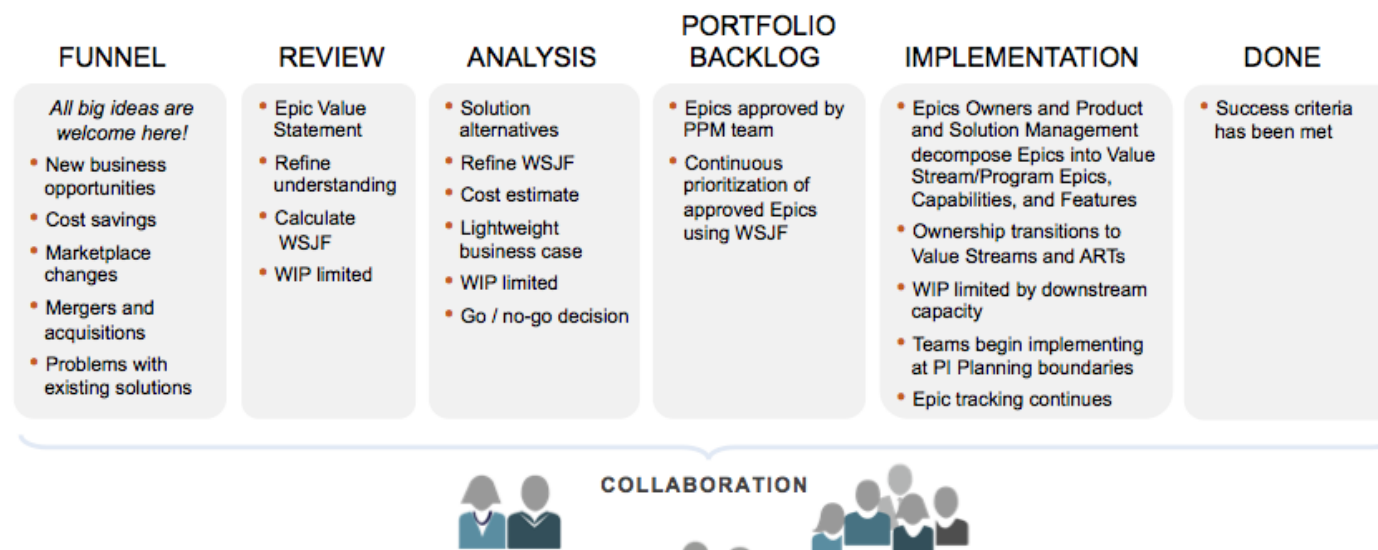 FUNNEL
All big ideas are
welcome here!
• New business
opportunities
• Cost savings
• Marketplace
changes
• Mergers and
acquisitions
• Problems with
existing solutions
REVIEW
• Epic Value
Statement
• Refine
understanding
• Calculate
WSJF
• WIP limited
ANALYSIS
• Solution
alternatives
• Refine WSJF
• Cost estimate
• Lightweight
business case
• WIP limited
• Go / no-go decision
PORTFOLIO
BACKLOG
• Epics approved by
PPM team
• Continuous
prioritization of
approved Epics
using WSJF
IMPLEMENTATION
• Epics Owners and Product
and Solution Management
decompose Epics into Value
Stream/Program Epics,
Capabilities, and Features
• Ownership transitions to
Value Streams and ARTs
• WIP limited by downstream
capacity
• Teams begin implementing
at PI Planning boundaries
• Epic tracking continues
DONE
• Success criteria
has been met
COLLABORATION